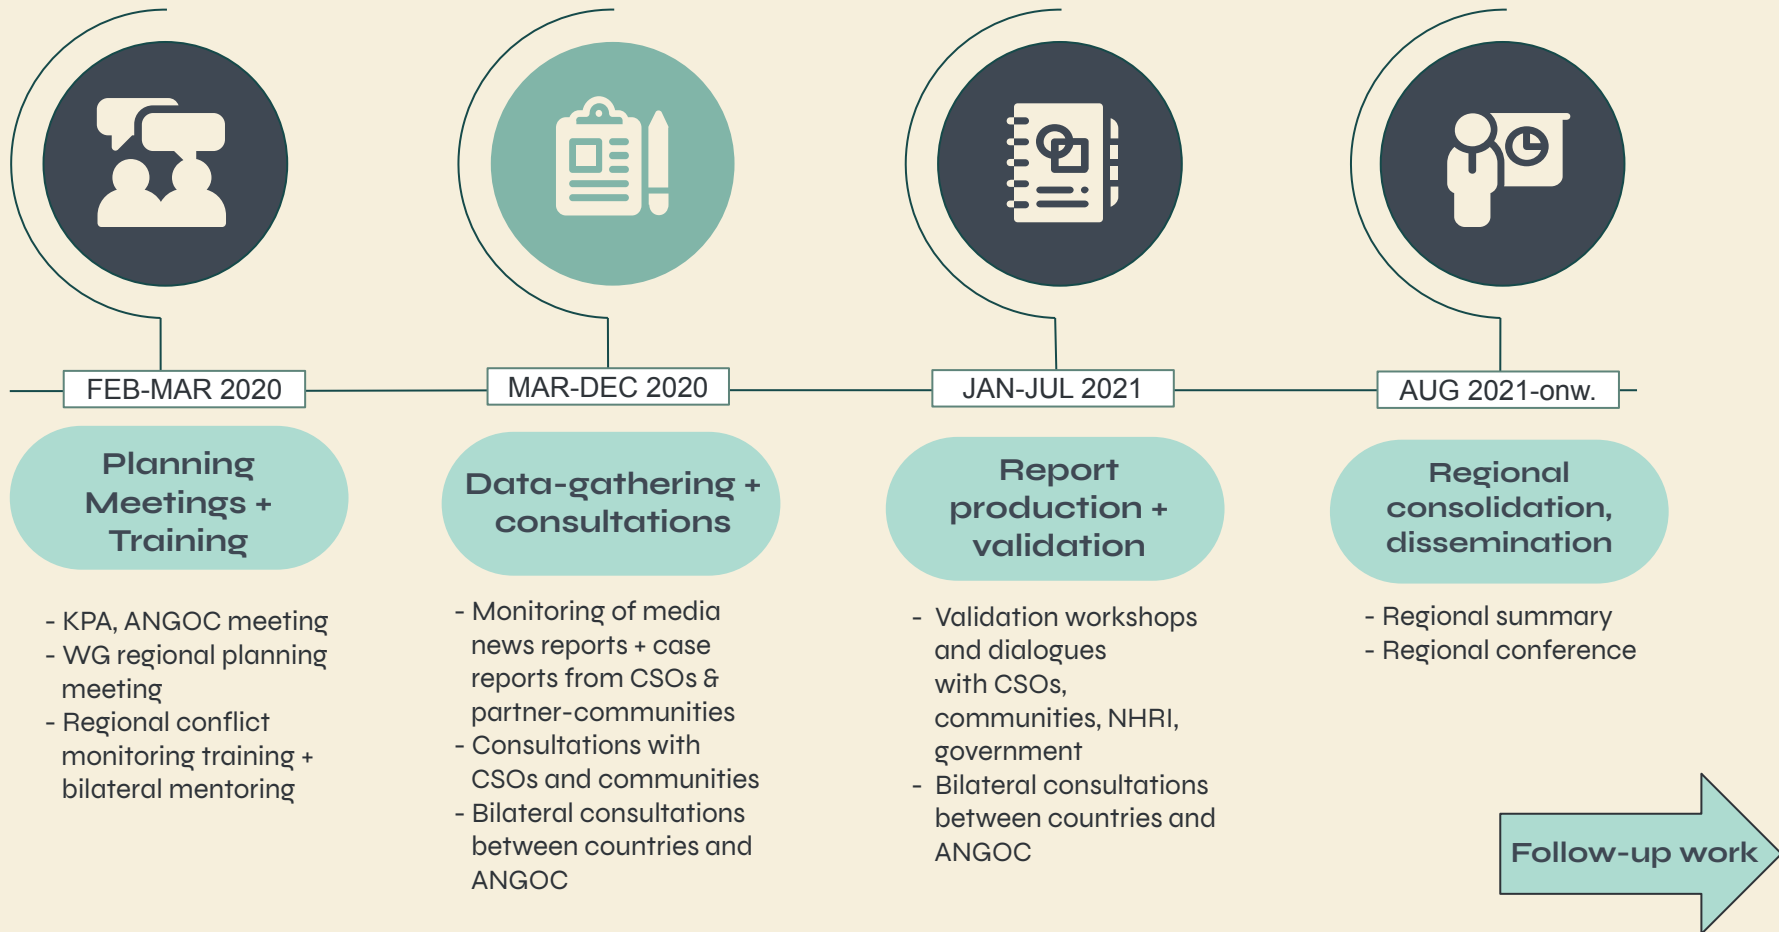 FEB-MAR 2020
Planning
Meetings +
Training
- KPA, ANGOC meeting
- WG regional planning
meeting
- Regional conflict
monitoring training +
bilateral mentoring
MAR-DEC 2020
Data-gathering +
consultations
- Monitoring of media
news reports + case
reports from CSOs &
partner-communities
- Consultations with
CSOs and communities
- Bilateral consultations
between countries and
ANGOC
JAN-JUL 2021
Report
production +
validation
- Validation workshops
and dialogues
with CSOs,
communities, NHRI,
government
- Bilateral consultations
between countries and
ANGOC
AUG 2021-onw.
Regional
consolidation,
dissemination
- Regional summary
- Regional conference
Follow-up work